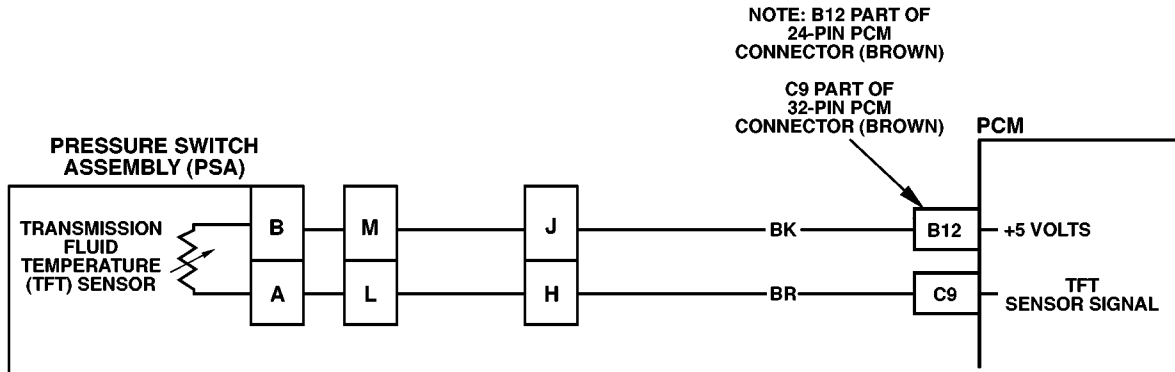 NOTE: B12 PART OF
24-PIN PCM
CONNECTOR (BROWN)
C9 PART OF
32-PIN PCM
CONNECTOR (BROWN)
PCM
PRESSURE SWITCH
ASSEMBLY (PSA)
TRANSMISSION
FLUID
TEMPERATURE
(TFT) SENSOR
B
M
J
BK
B12
+5 VOLTS
A
L
H
BR
C9
TFT
SENSOR SIGNAL